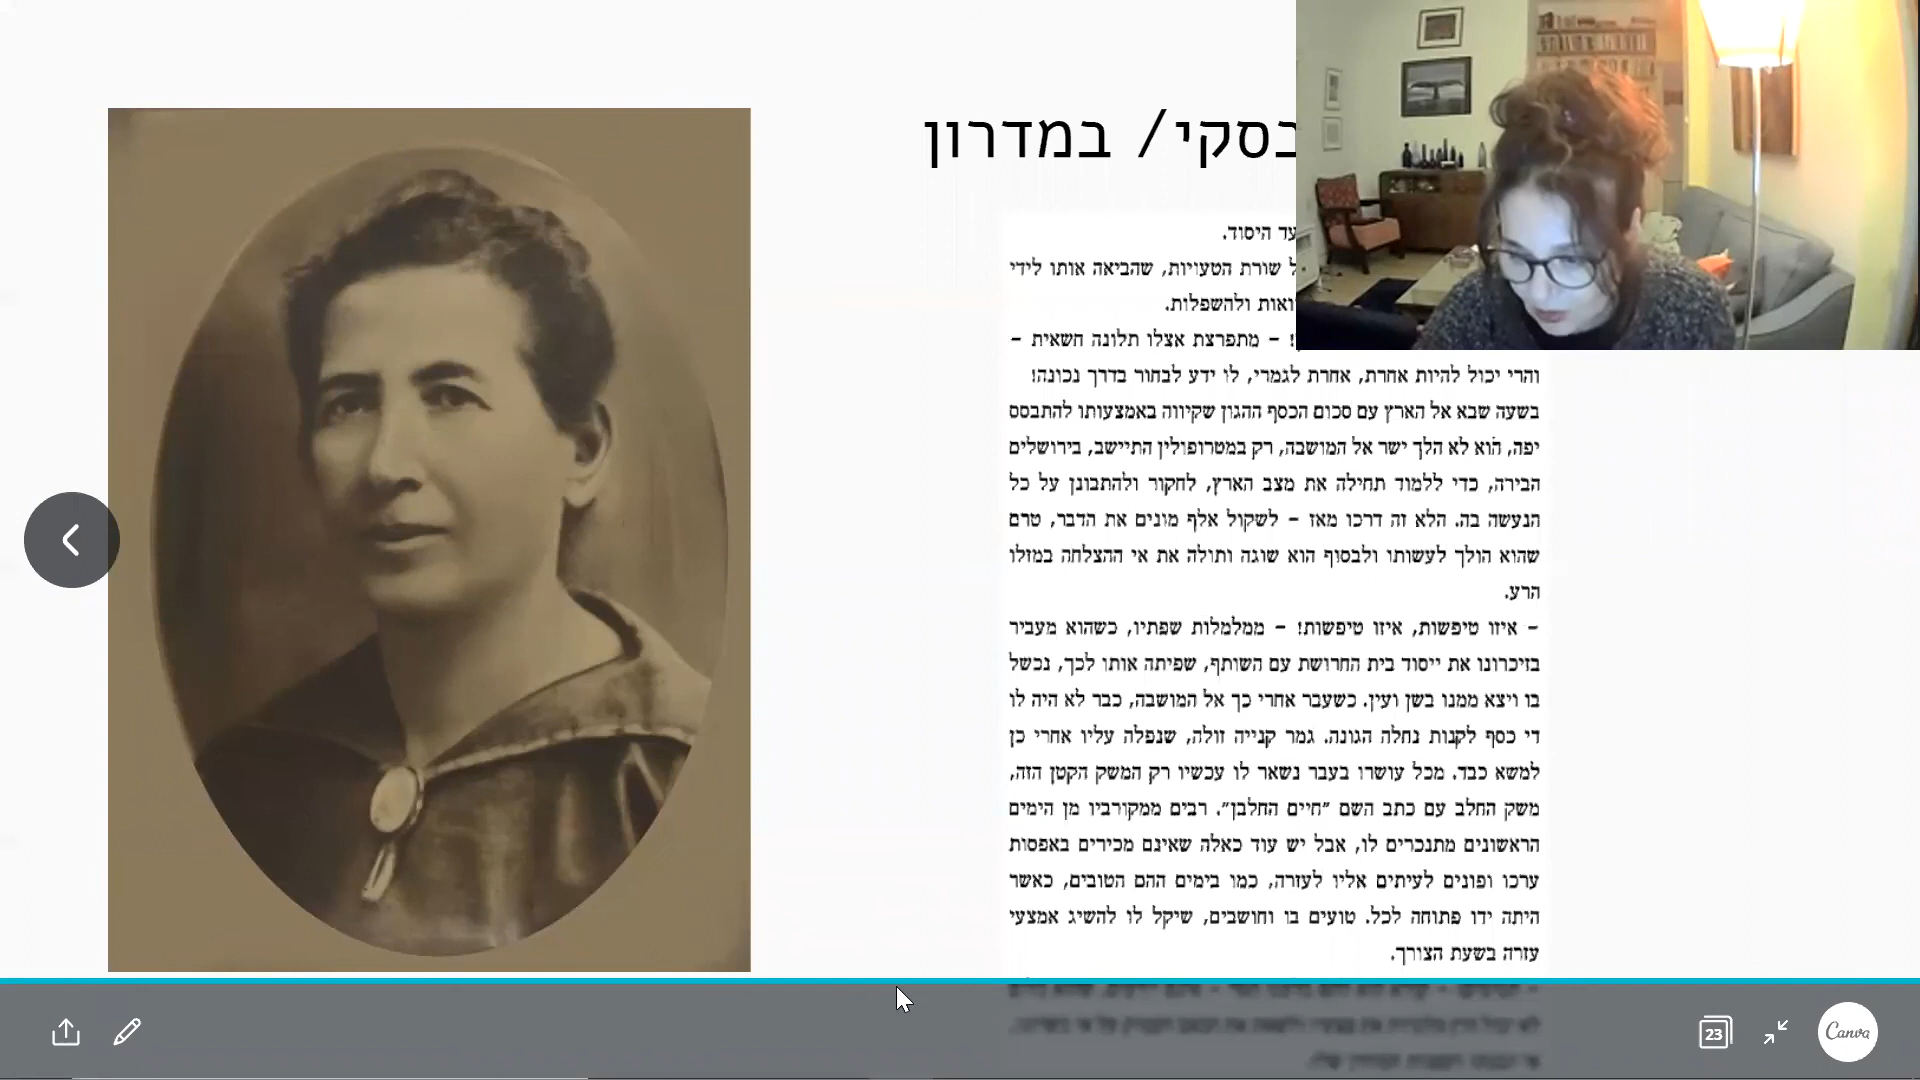 בסקי/ במדרון
עד היסוד.
שורת הטעויות, שהביאה אותו לידי
ולהשפלות.
– מתפרצת אצלו תלונה חשאית –
והרי יכול להיות אחרת, אחרת לגמרי, לו ידע לבחור בדרך נכונה!
בשעה שבא אל הארץ עם סכום הכסף ההגון שקיווה באמצעותו להתבסס
יפה, הוא לא הלך ישר אל המושבה, רק במטרופולין התיישב, בירושלים
הבירה, כדי ללמוד תחילה את מצב הארץ, לחקור ולהתבונן על כל
הנעשה בה. הלא זה דרכו מאז – לשקול אלף מונים את הדבר, טרם
שהוא הולך לעשותו ולבסוף הוא שוגה ותולה את אי ההצלחה במזלו
הרע.
– איזו טיפשות, איזו טיפשות! – ממלמלות שפתיו, כשהוא מעביר
בזיכרונו את ייסוד בית החרושת עם השותף, שפיתה אותו לכך, נכשל
בו ויצא ממנו בשן ועין. כשעבר אחרי כך אל המושבה, כבר לא היה לו
די כסף לקנות נחלה הגונה. גמר קנייה זולה, שנפלה עליו אחרי כן
למשא כבד. מכל עושרו בעבר נשאר לו עכשיו רק המשק הקטן הזה,
משק החלב עם כתב השם "חיים החלבן". רבים ממקורביו מן הימים
הראשונים מתנכרים לו, אבל יש עוד כאלה שאינם מכירים באפסות
ערכו ופונים לעיתים אליו לעזרה, כמו בימים ההם הטובים, כאשר
היתה ידו פתוחה לכל. טועים בו וחושבים, שיקל לו להשיג אמצעי
עזרה בשעת הצורך.
23
Canva